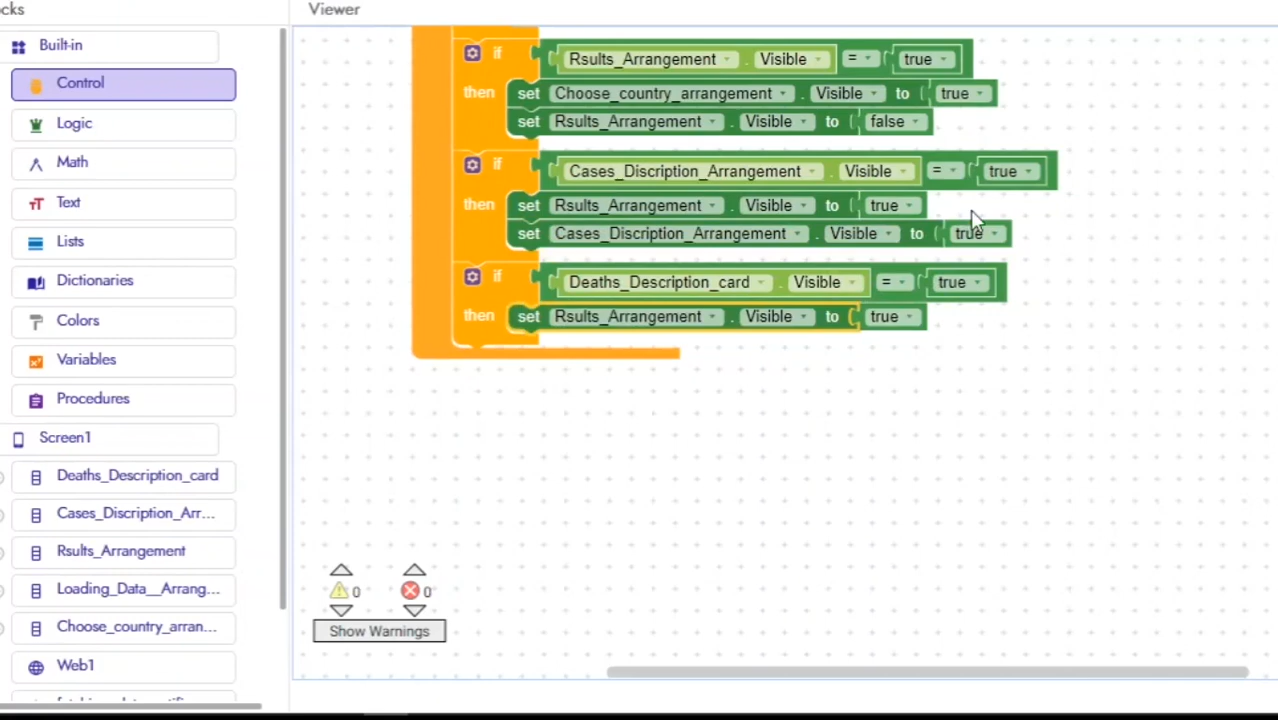 cks
Viewer
Built-in
Control
Logic
Math
Text
Lists
Dictionaries
Colors
Variables
Procedures
Screen1
Deaths_Description_card
Cases_Discription_Arr...
Rsults_Arrangement
Loading_Data__Arrang...
Choose_country_arran...
Web1
if Rsults_Arrangement . Visible = true
then set Choose_country_arrangement . Visible to true
set Rsults_Arrangement . Visible to false
if Cases_Discription_Arrangement . Visible = true
then set Rsults_Arrangement . Visible to true
set Cases_Discription_Arrangement . Visible to true
if Deaths_Description_card . Visible = true
then set Rsults_Arrangement . Visible to true
0 0
Show Warnings